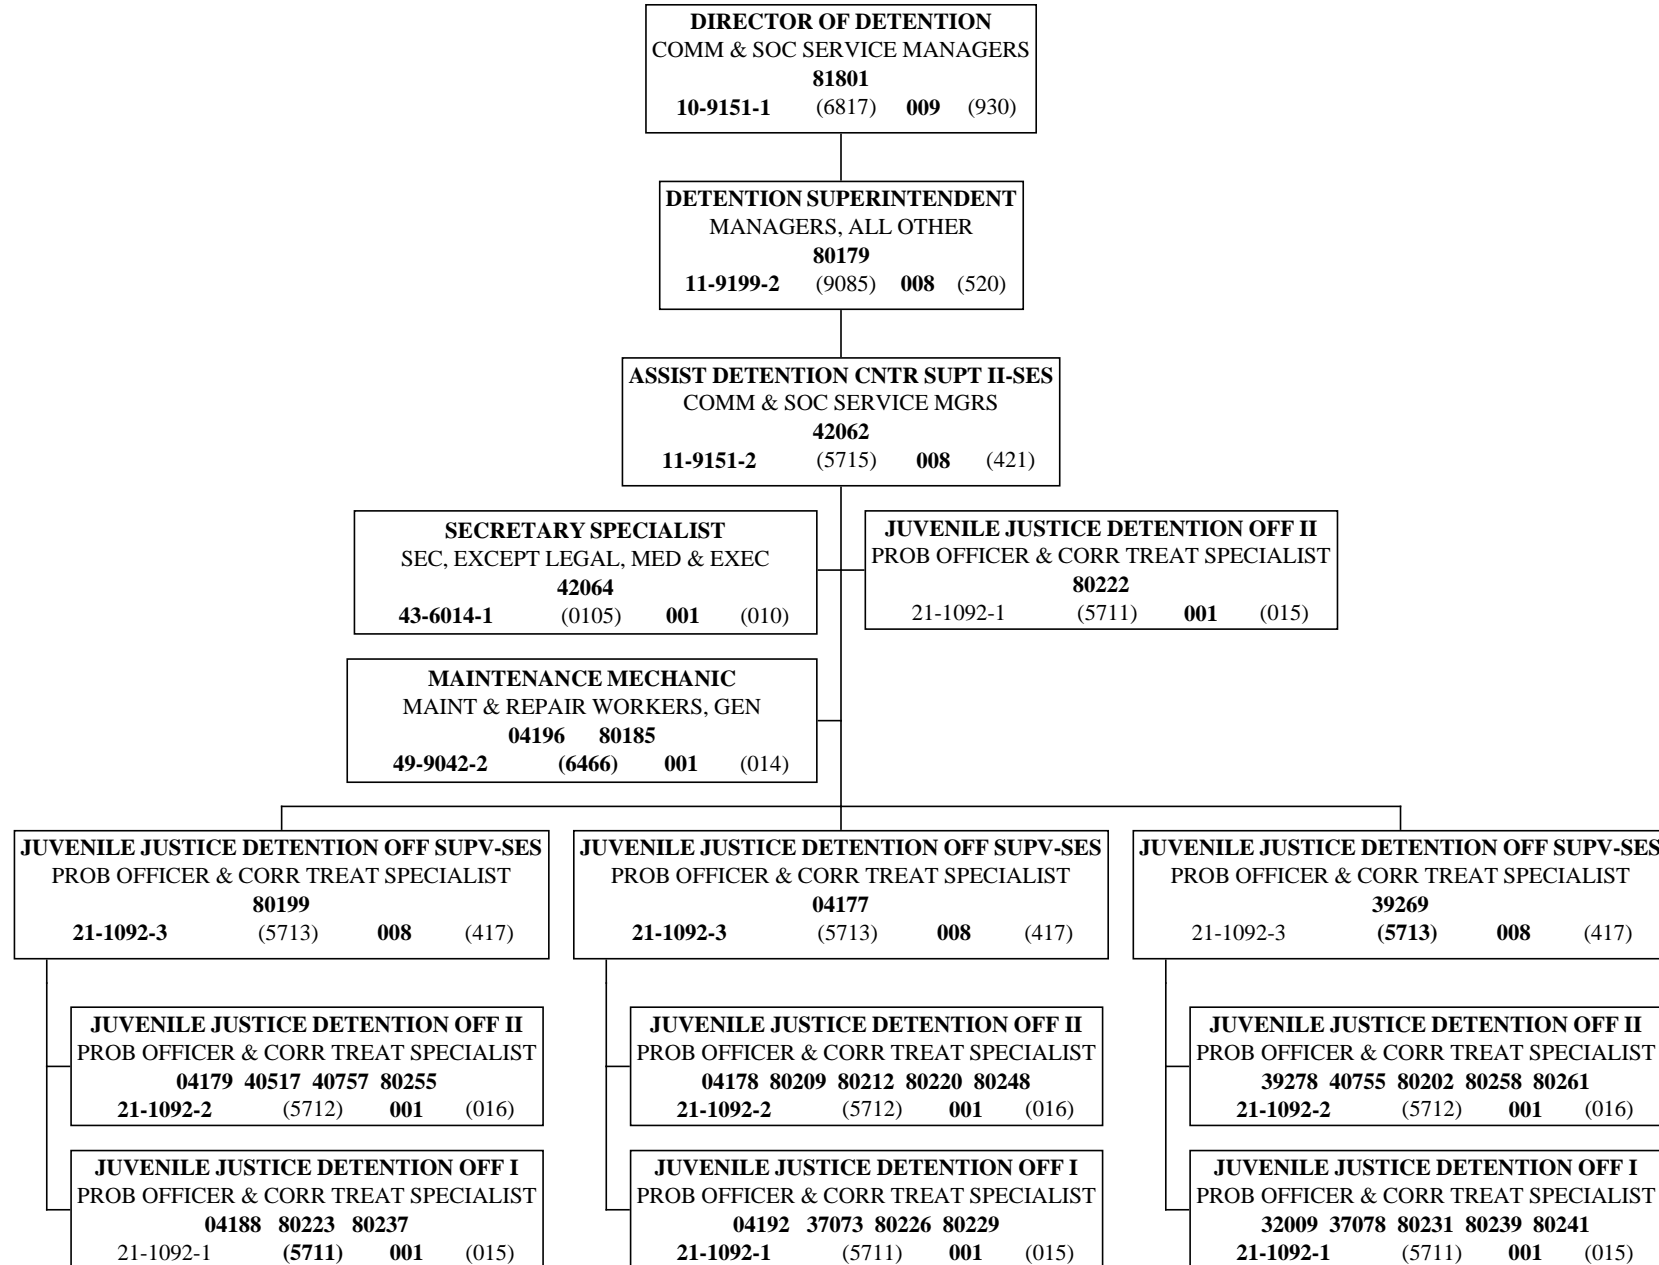 DIRECTOR OF DETENTION
COMM & SOC SERVICE MANAGERS
81801
10-9151-1 (6817) 009 (930)
DETENTION SUPERINTENDENT
MANAGERS, ALL OTHER
80179
11-9199-2 (9085) 008 (520)
ASSIST DETENTION CNTR SUPT II-SES
COMM & SOC SERVICE MGRS
42062
11-9151-2 (5715) 008 (421)
SECRETARY SPECIALIST
SEC, EXCEPT LEGAL, MED & EXEC
42064
43-6014-1 (0105) 001 (010)
JUVENILE JUSTICE DETENTION OFF II
PROB OFFICER & CORR TREAT SPECIALIST
80222
21-1092-1 (5711) 001 (015)
MAINTENANCE MECHANIC
MAINT & REPAIR WORKERS, GEN
04196 80185
49-9042-2 (6466) 001 (014)
JUVENILE JUSTICE DETENTION OFF SUPV-SES
PROB OFFICER & CORR TREAT SPECIALIST
80199
21-1092-3 (5713) 008 (417)
JUVENILE JUSTICE DETENTION OFF II
PROB OFFICER & CORR TREAT SPECIALIST
04179 40517 40757 80255
21-1092-2 (5712) 001 (016)
JUVENILE JUSTICE DETENTION OFF I
PROB OFFICER & CORR TREAT SPECIALIST
04188 80223 80237
21-1092-1 (5711) 001 (015)
JUVENILE JUSTICE DETENTION OFF SUPV-SES
PROB OFFICER & CORR TREAT SPECIALIST
04177
21-1092-3 (5713) 008 (417)
JUVENILE JUSTICE DETENTION OFF II
PROB OFFICER & CORR TREAT SPECIALIST
04178 80209 80212 80220 80248
21-1092-2 (5712) 001 (016)
JUVENILE JUSTICE DETENTION OFF I
PROB OFFICER & CORR TREAT SPECIALIST
04192 37073 80226 80229
21-1092-1 (5711) 001 (015)
JUVENILE JUSTICE DETENTION OFF SUPV-SES
PROB OFFICER & CORR TREAT SPECIALIST
39269
21-1092-3 (5713) 008 (417)
JUVENILE JUSTICE DETENTION OFF II
PROB OFFICER & CORR TREAT SPECIALIST
39278 40755 80202 80258 80261
21-1092-2 (5712) 001 (016)
JUVENILE JUSTICE DETENTION OFF I
PROB OFFICER & CORR TREAT SPECIALIST
32009 37078 80231 80239 80241
21-1092-1 (5711) 001 (015)